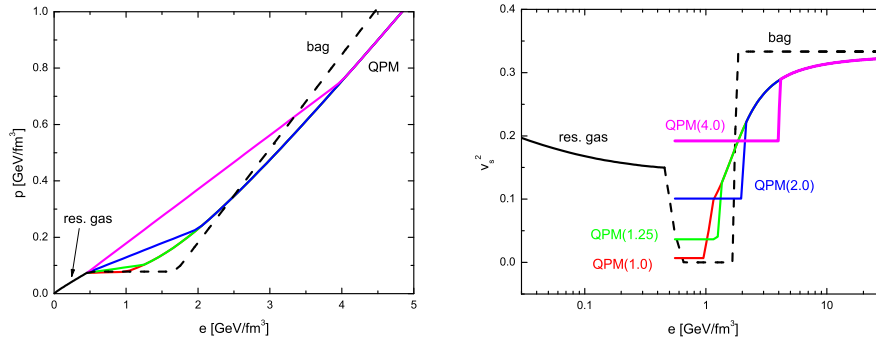 1.0
0.8
0.6
0.4
0.2
0.0
p [GeV/fm³]
bag
QPM
res. gas
0 1 2 3 4 5
e [GeV/fm³]
0.4
0.3
0.2
0.1
0.0
vₛ²
bag
res. gas
QPM(4.0)
QPM(2.0)
QPM(1.25)
QPM(1.0)
0.1 1 10
e [GeV/fm³]